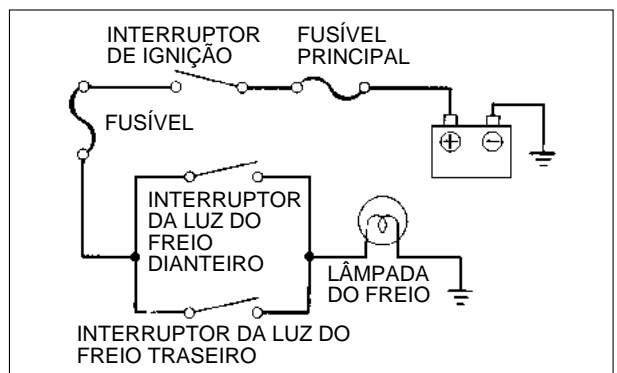 INTERRUPTOR
DE IGNIÇÃO
FUSÍVEL
PRINCIPAL
FUSÍVEL
INTERRUPTOR
DA LUZ DO
FREIO
DIANTEIRO
LÂMPADA
DO FREIO
INTERRUPTOR DA LUZ DO
FREIO TRASEIRO